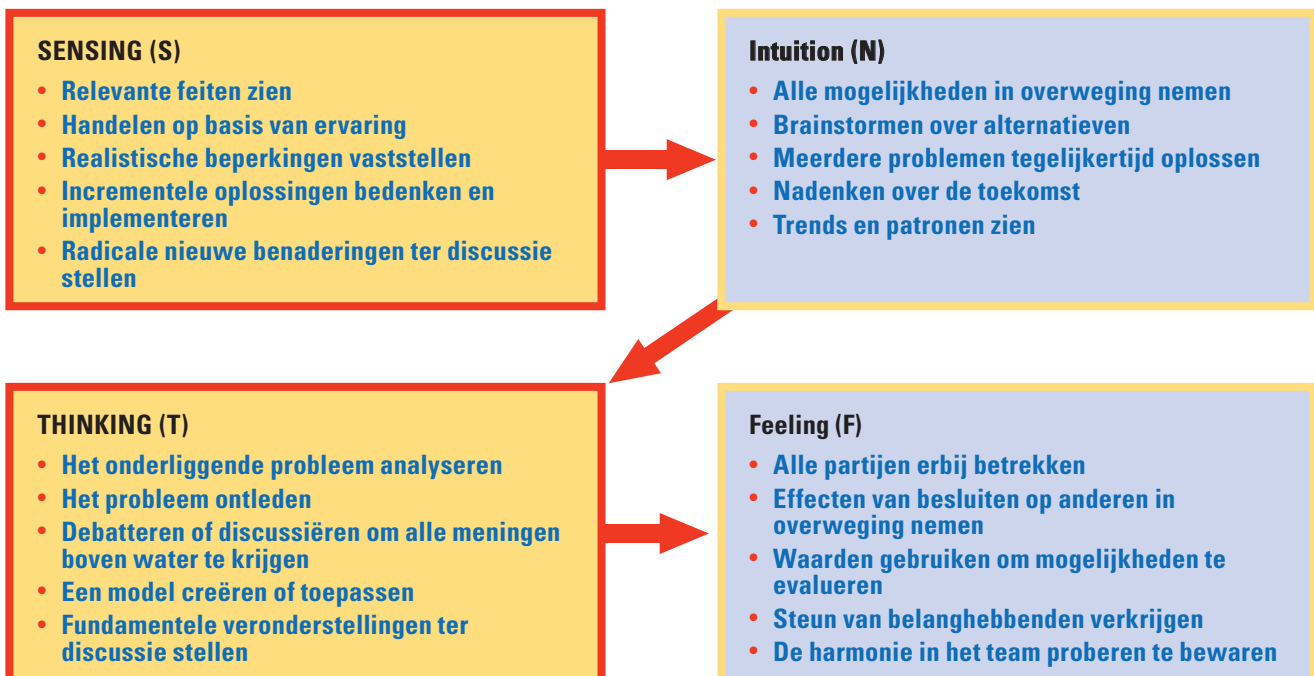 SENSING (S)
• Relevante feiten zien
• Handelen op basis van ervaring
• Realistische beperkingen vaststellen
• Incrementele oplossingen bedenken en
implementeren
• Radicale nieuwe benaderingen ter discussie
stellen
Intuition (N)
• Alle mogelijkheden in overweging nemen
• Brainstormen over alternatieven
• Meerdere problemen tegelijkertijd oplossen
• Nadenken over de toekomst
• Trends en patronen zien
THINKING (T)
• Het onderliggende probleem analyseren
• Het probleem ontleden
• Debatteren of discussiëren om alle meningen
boven water te krijgen
• Een model creëren of toepassen
• Fundamentele veronderstellingen ter
discussie stellen
Feeling (F)
• Alle partijen erbij betrekken
• Effecten van besluiten op anderen in
overweging nemen
• Waarden gebruiken om mogelijkheden te
evalueren
• Steun van belanghebbenden verkrijgen
• De harmonie in het team proberen te bewaren